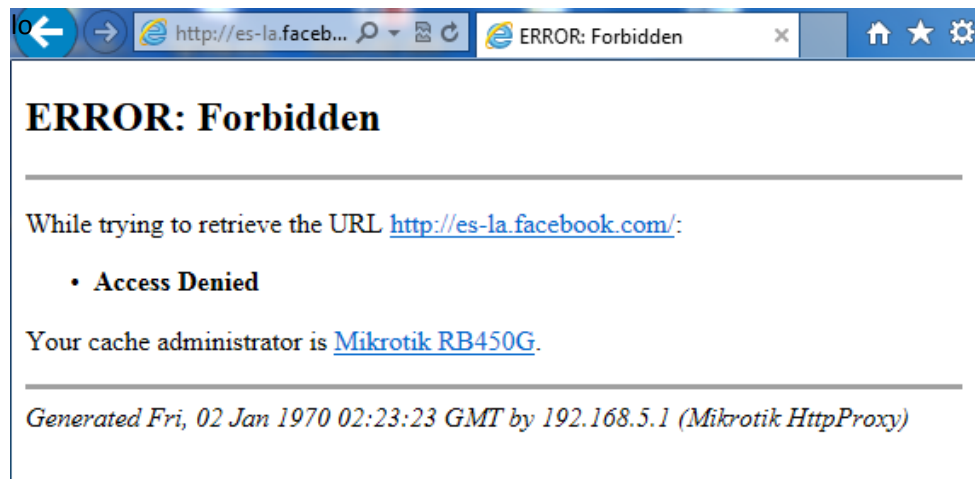 lo
http://es-la.faceb... ERROR: Forbidden
ERROR: Forbidden
While trying to retrieve the URL http://es-la.facebook.com/:
• Access Denied
Your cache administrator is Mikrotik RB450G.
Generated Fri, 02 Jan 1970 02:23:23 GMT by 192.168.5.1 (Mikrotik HttpProxy)